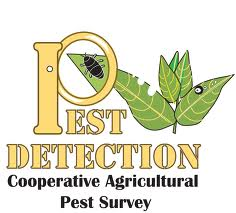 PEST
DETECTION
Cooperative Agricultural
Pest Survey